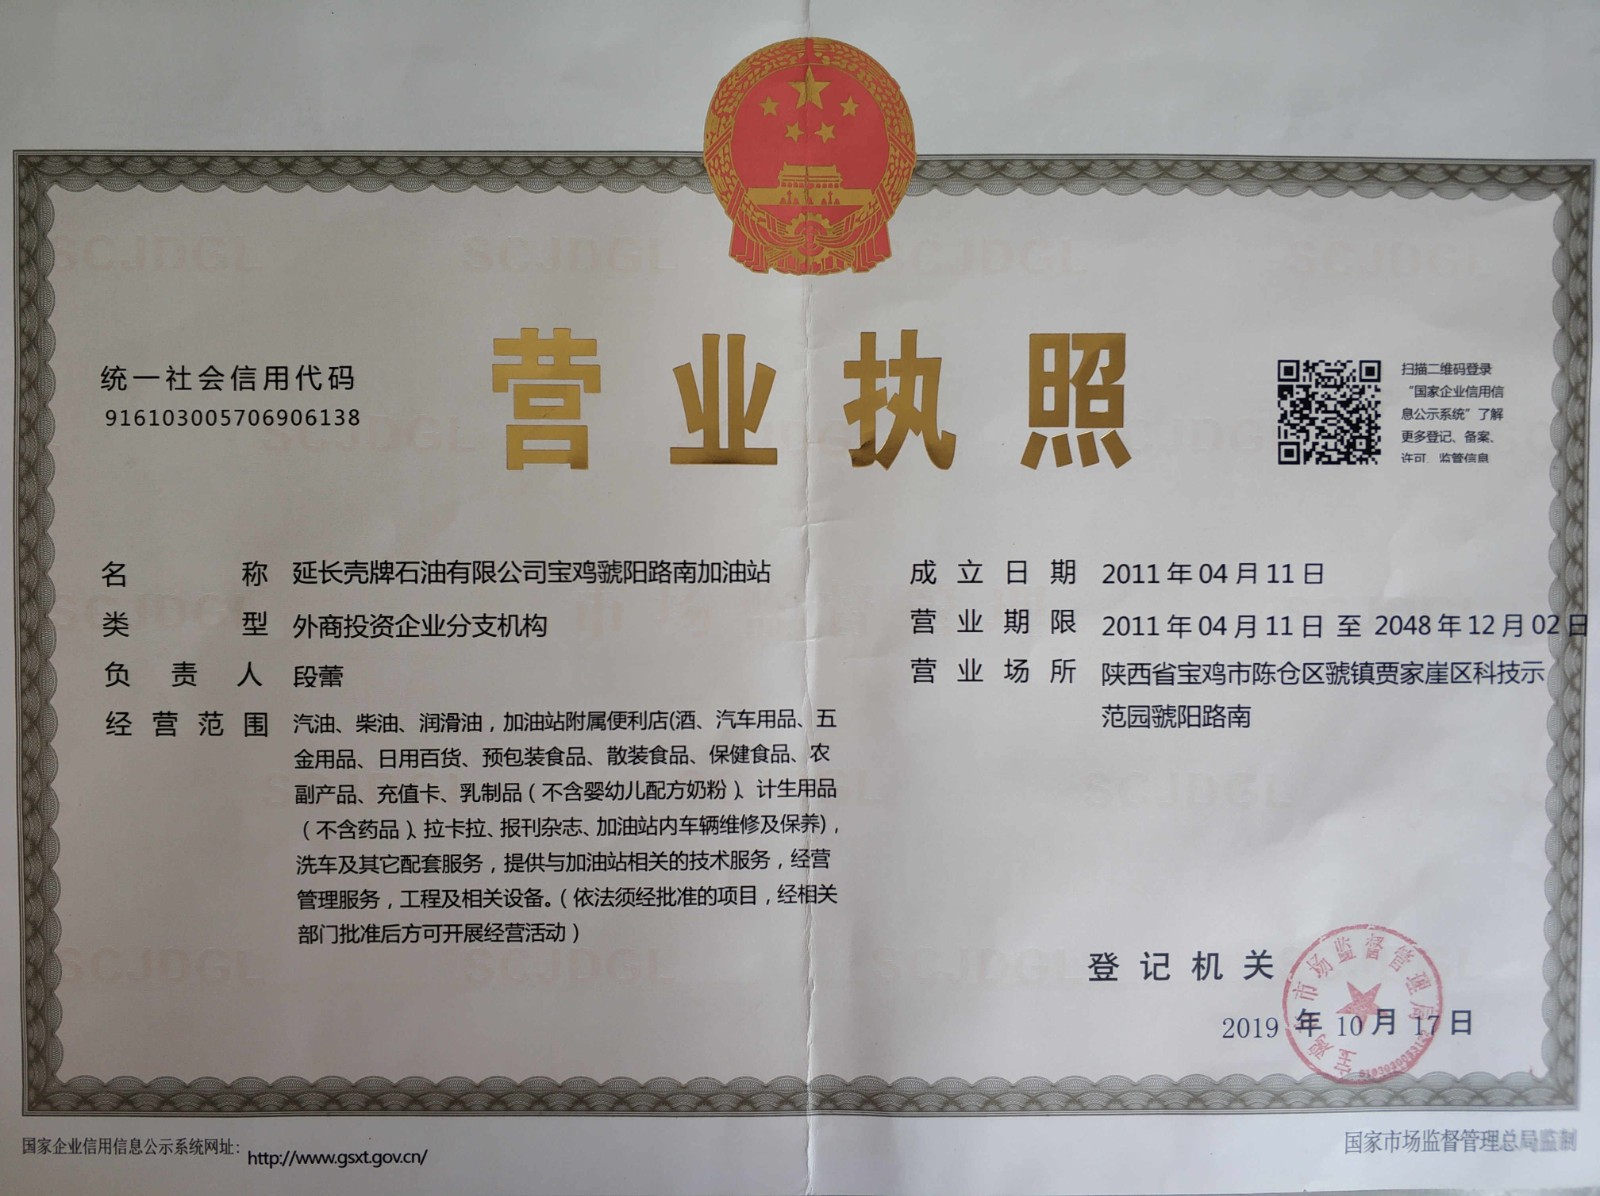 营业执照
统一社会信用代码
916103005706906138
扫描二维码登录
“国家企业信用信
息公示系统”了解
更多登记、备案、
许可、监管信息
名称 延长壳牌石油有限公司宝鸡虢阳路南加油站
类型 外商投资企业分支机构
负责人 段蕾
经营范围 汽油、柴油、润滑油，加油站附属便利店(酒、汽车用品、五
金用品、日用百货、预包装食品、散装食品、保健食品、农
副产品、充值卡、乳制品（不含婴幼儿配方奶粉）、计生用品
（不含药品）、拉卡拉、报刊杂志、加油站内车辆维修及保养)，
洗车及其它配套服务，提供与加油站相关的技术服务，经营
管理服务，工程及相关设备。（依法须经批准的项目，经相关
部门批准后方可开展经营活动）
成立日期 2011年04月11日
营业期限 2011年04月11日 至 2048年12月02日
营业场所 陕西省宝鸡市陈仓区虢镇贾家崖区科技示
范园虢阳路南
登记机关
宝鸡市市场监督管理局
2019年10月17日
国家企业信用信息公示系统网址：http://www.gsxt.gov.cn/
国家市场监督管理总局监制
SCJDGL